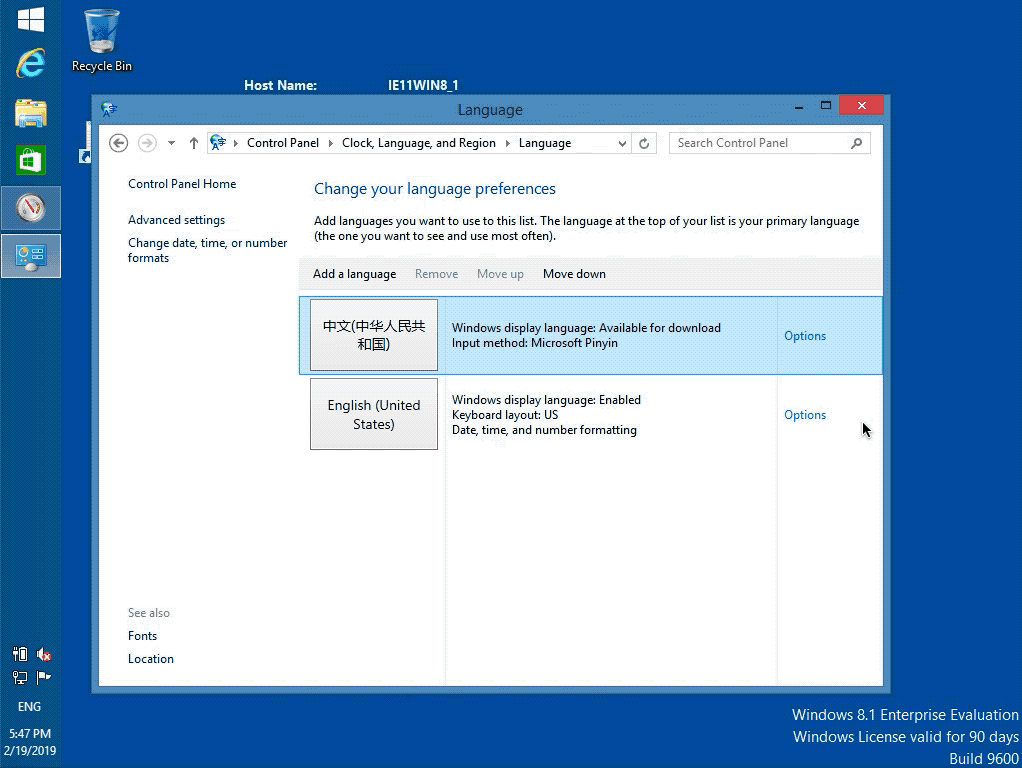 Recycle Bin
Host Name: IE11WIN8_1
Language
Control Panel Clock, Language, and Region Language
Search Control Panel
Control Panel Home
Advanced settings
Change date, time, or number
formats
Change your language preferences
Add languages you want to use to this list. The language at the top of your list is your primary language
(the one you want to see and use most often).
Add a language Remove Move up Move down
中文(中华人民共
和国)
Windows display language: Available for download
Input method: Microsoft Pinyin
Options
English (United
States)
Windows display language: Enabled
Keyboard layout: US
Date, time, and number formatting
Options
See also
Fonts
Location
ENG
5:47 PM
2/19/2019
Windows 8.1 Enterprise Evaluation
Windows License valid for 90 days
Build 9600